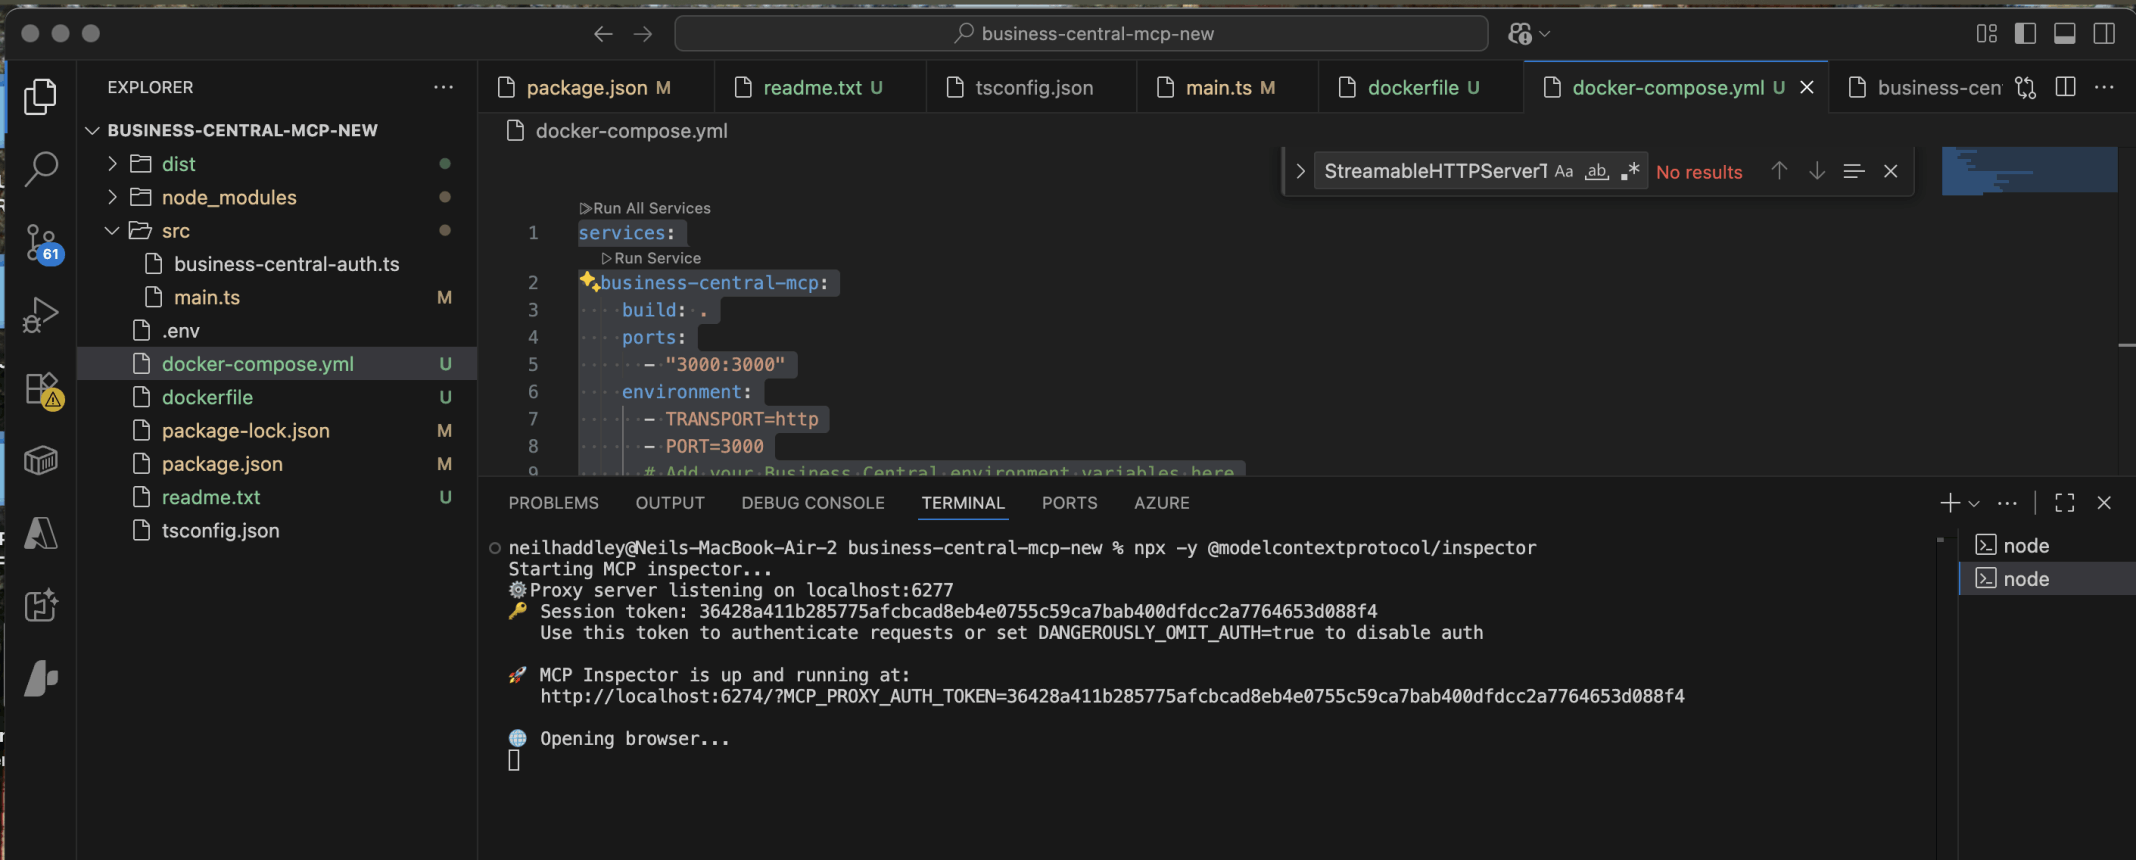 business-central-mcp-new
EXPLORER
BUSINESS-CENTRAL-MCP-NEW
dist
node_modules
src
business-central-auth.ts
main.ts M
.env
docker-compose.yml U
dockerfile U
package-lock.json M
package.json M
readme.txt U
tsconfig.json
61
package.json M
readme.txt U
tsconfig.json
main.ts M
dockerfile U
docker-compose.yml U
business-cen
docker-compose.yml
StreamableHTTPServerT Aa ab .* No results
Run All Services
1 services:
Run Service
2 business-central-mcp:
3 build: .
4 ports:
5 - "3000:3000"
6 environment:
7 - TRANSPORT=http
8 - PORT=3000
9 # Add your Business Central environment variables here
PROBLEMS OUTPUT DEBUG CONSOLE TERMINAL PORTS AZURE
neilhaddley@Neils-MacBook-Air-2 business-central-mcp-new % npx -y @modelcontextprotocol/inspector
Starting MCP inspector...
⚙️Proxy server listening on localhost:6277
🔑 Session token: 36428a411b285775afcbcad8eb4e0755c59ca7bab400dfdcc2a7764653d088f4
Use this token to authenticate requests or set DANGEROUSLY_OMIT_AUTH=true to disable auth
🚀 MCP Inspector is up and running at:
http://localhost:6274/?MCP_PROXY_AUTH_TOKEN=36428a411b285775afcbcad8eb4e0755c59ca7bab400dfdcc2a7764653d088f4
🌐 Opening browser...
node
node